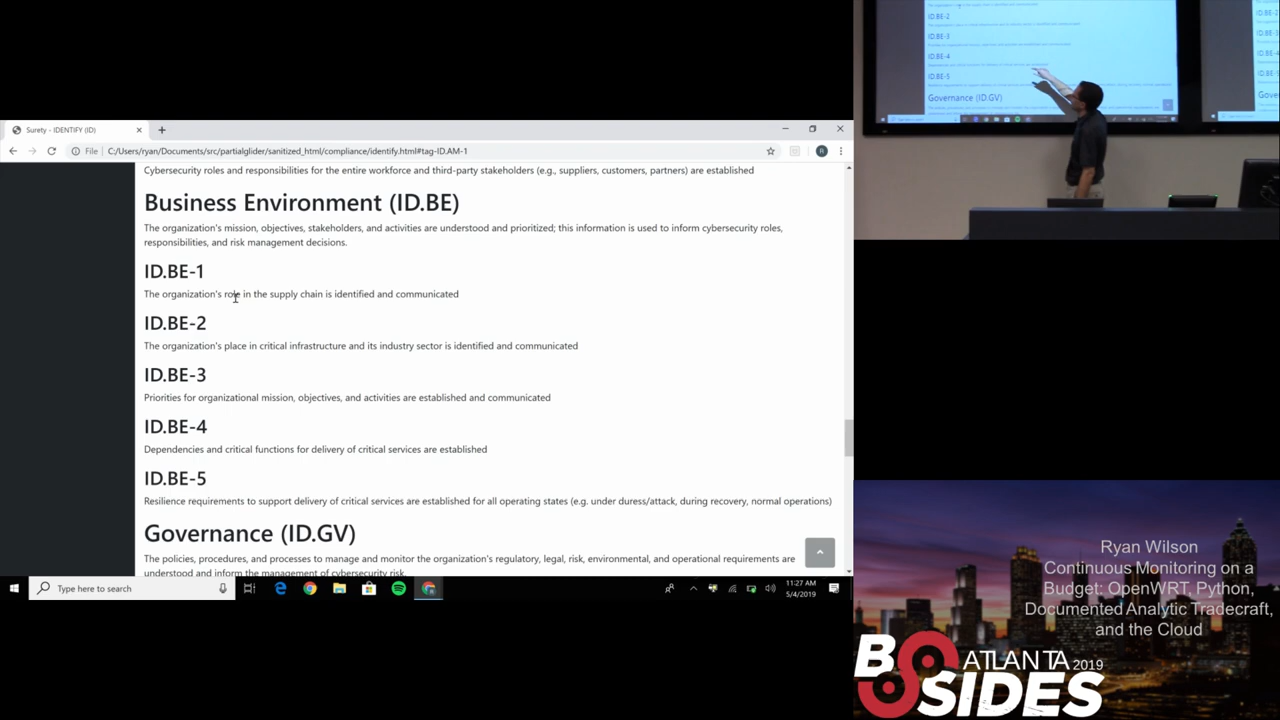 Surety - IDENTIFY (ID)
File
C:/Users/ryan/Documents/src/partialglider/sanitized_html/compliance/identify.html#tag-ID.AM-1
R
Cybersecurity roles and responsibilities for the entire workforce and third-party stakeholders (e.g., suppliers, customers, partners) are established
Business Environment (ID.BE)
The organization's mission, objectives, stakeholders, and activities are understood and prioritized; this information is used to inform cybersecurity roles,
responsibilities, and risk management decisions.
ID.BE-1
The organization's role in the supply chain is identified and communicated
ID.BE-2
The organization's place in critical infrastructure and its industry sector is identified and communicated
ID.BE-3
Priorities for organizational mission, objectives, and activities are established and communicated
ID.BE-4
Dependencies and critical functions for delivery of critical services are established
ID.BE-5
Resilience requirements to support delivery of critical services are established for all operating states (e.g. under duress/attack, during recovery, normal operations)
Governance (ID.GV)
The policies, procedures, and processes to manage and monitor the organization's regulatory, legal, risk, environmental, and operational requirements are
understood and inform the management of cybersecurity risk.
Type here to search
11:27 AM
5/4/2019
ID.BE-2
ID.BE-3
ID.BE-4
ID.BE-5
Governance (ID.GV)
Ryan Wilson
Continuous Monitoring on a
Budget: OpenWRT, Python,
Documented Analytic Tradecraft,
and the Cloud
BSIDES
ATLANTA 2019